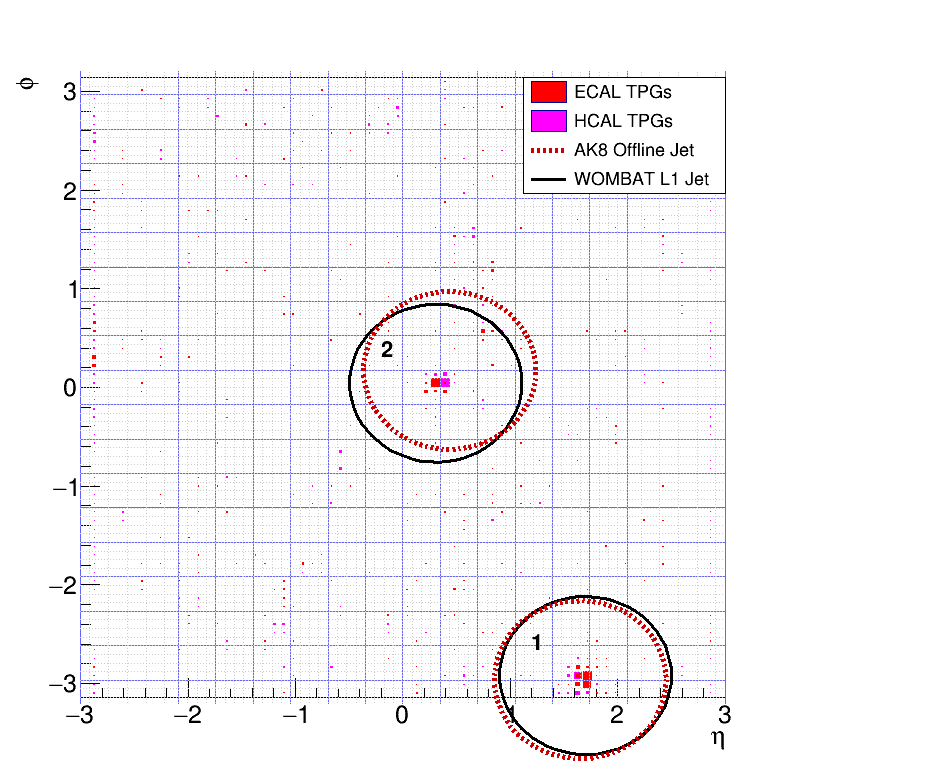 φ
3
2
1
0
−1
−2
−3
ECAL TPGs
HCAL TPGs
AK8 Offline Jet
WOMBAT L1 Jet
2
1
−3 −2 −1 0 1 2 3
η